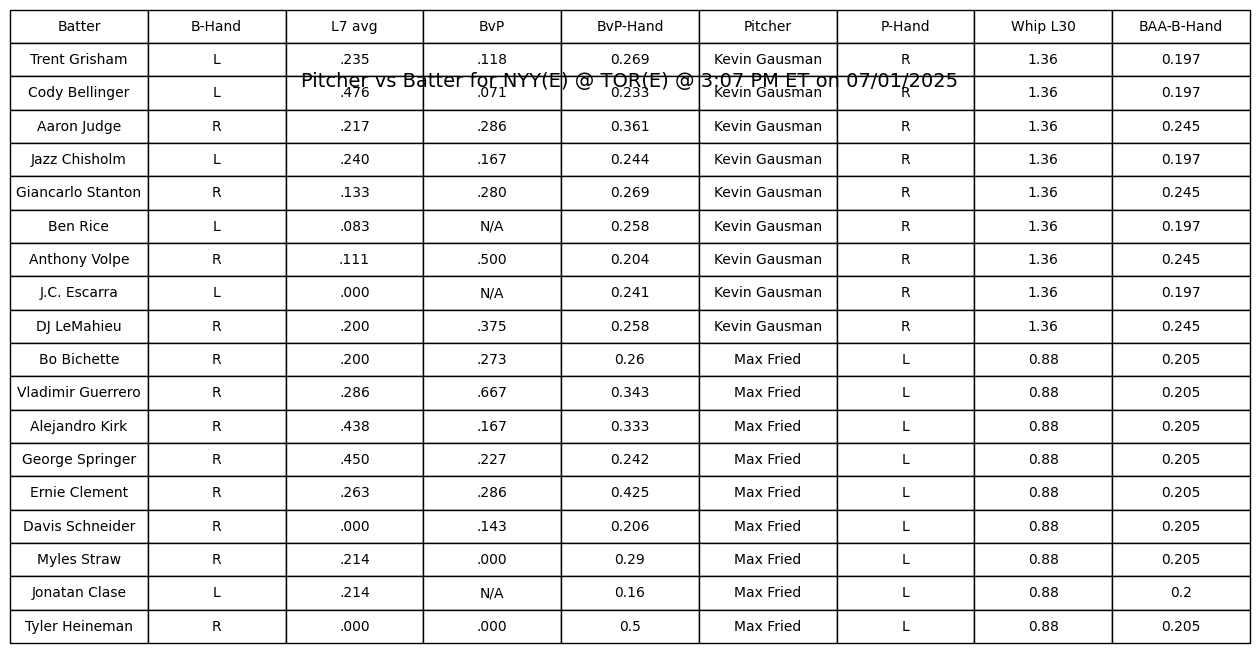 Batter B-Hand L7 avg BvP BvP-Hand Pitcher P-Hand Whip L30 BAA-B-Hand
Trent Grisham L .235 .118 0.269 Kevin Gausman R 1.36 0.197
Pitcher vs Batter for NYY(E) @ TOR(E) @ 3:07 PM ET on 07/01/2025
Cody Bellinger L .476 .071 0.233 Kevin Gausman R 1.36 0.197
Aaron Judge R .217 .286 0.361 Kevin Gausman R 1.36 0.245
Jazz Chisholm L .240 .167 0.244 Kevin Gausman R 1.36 0.197
Giancarlo Stanton R .133 .280 0.269 Kevin Gausman R 1.36 0.245
Ben Rice L .083 N/A 0.258 Kevin Gausman R 1.36 0.197
Anthony Volpe R .111 .500 0.204 Kevin Gausman R 1.36 0.245
J.C. Escarra L .000 N/A 0.241 Kevin Gausman R 1.36 0.197
DJ LeMahieu R .200 .375 0.258 Kevin Gausman R 1.36 0.245
Bo Bichette R .200 .273 0.26 Max Fried L 0.88 0.205
Vladimir Guerrero R .286 .667 0.343 Max Fried L 0.88 0.205
Alejandro Kirk R .438 .167 0.333 Max Fried L 0.88 0.205
George Springer R .450 .227 0.242 Max Fried L 0.88 0.205
Ernie Clement R .263 .286 0.425 Max Fried L 0.88 0.205
Davis Schneider R .000 .143 0.206 Max Fried L 0.88 0.205
Myles Straw R .214 .000 0.29 Max Fried L 0.88 0.205
Jonatan Clase L .214 N/A 0.16 Max Fried L 0.88 0.2
Tyler Heineman R .000 .000 0.5 Max Fried L 0.88 0.205